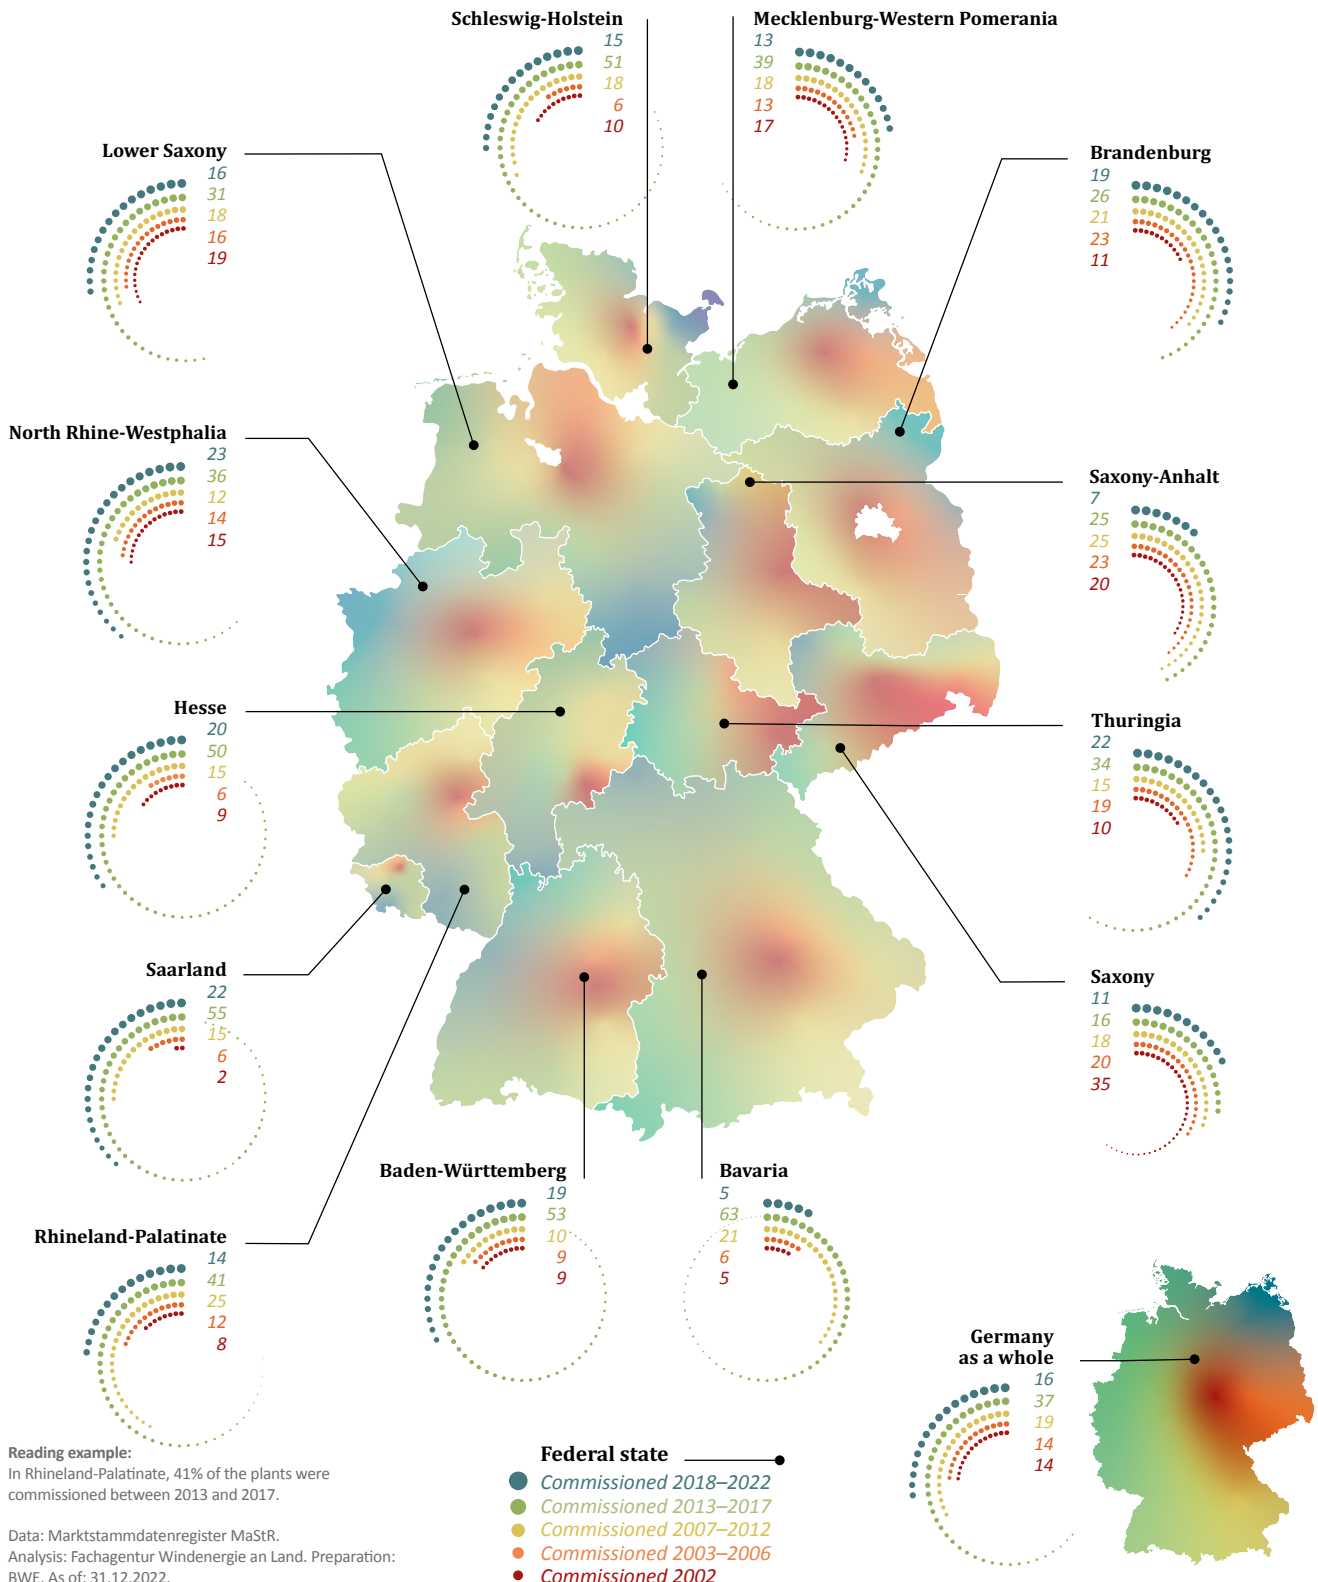 Schleswig-Holstein
15
51
18
6
10
Mecklenburg-Western Pomerania
13
39
18
13
17
Lower Saxony
16
31
18
16
19
Brandenburg
19
26
21
23
11
North Rhine-Westphalia
23
36
12
14
15
Saxony-Anhalt
7
25
25
23
20
Hesse
20
50
15
6
9
Thuringia
22
34
15
19
10
Saarland
22
55
15
6
2
Saxony
11
16
18
20
35
Rhineland-Palatinate
14
41
25
12
8
Baden-Württemberg
19
53
10
9
9
Bavaria
5
63
21
6
5
Germany
as a whole
16
37
19
14
14
Reading example:
In Rhineland-Palatinate, 41% of the plants were
commissioned between 2013 and 2017.
Data: Marktstammdatenregister MaStR.
Analysis: Fachagentur Windenergie an Land. Preparation:
BWE. As of: 31.12.2022.
Federal state
Commissioned 2018–2022
Commissioned 2013–2017
Commissioned 2007–2012
Commissioned 2003–2006
Commissioned 2002